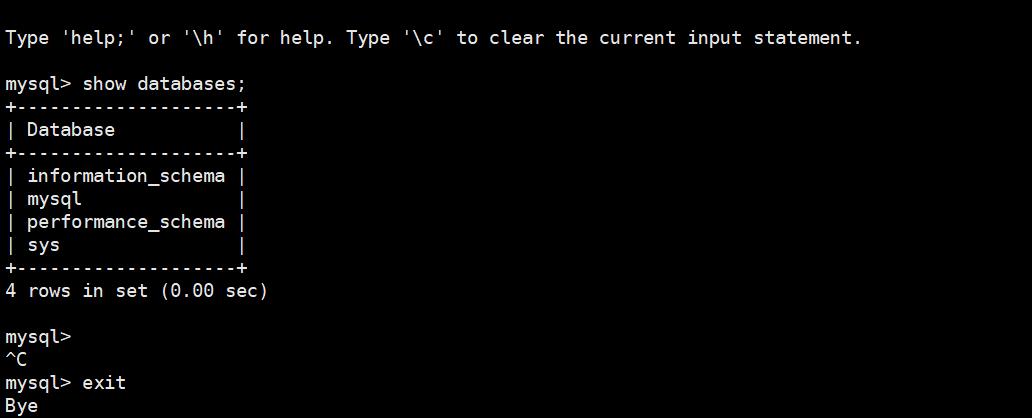 Type 'help;' or '\h' for help. Type '\c' to clear the current input statement.
mysql> show databases;
+--------------------+
| Database           |
+--------------------+
| information_schema |
| mysql              |
| performance_schema |
| sys                |
+--------------------+
4 rows in set (0.00 sec)
mysql>
^C
mysql> exit
Bye